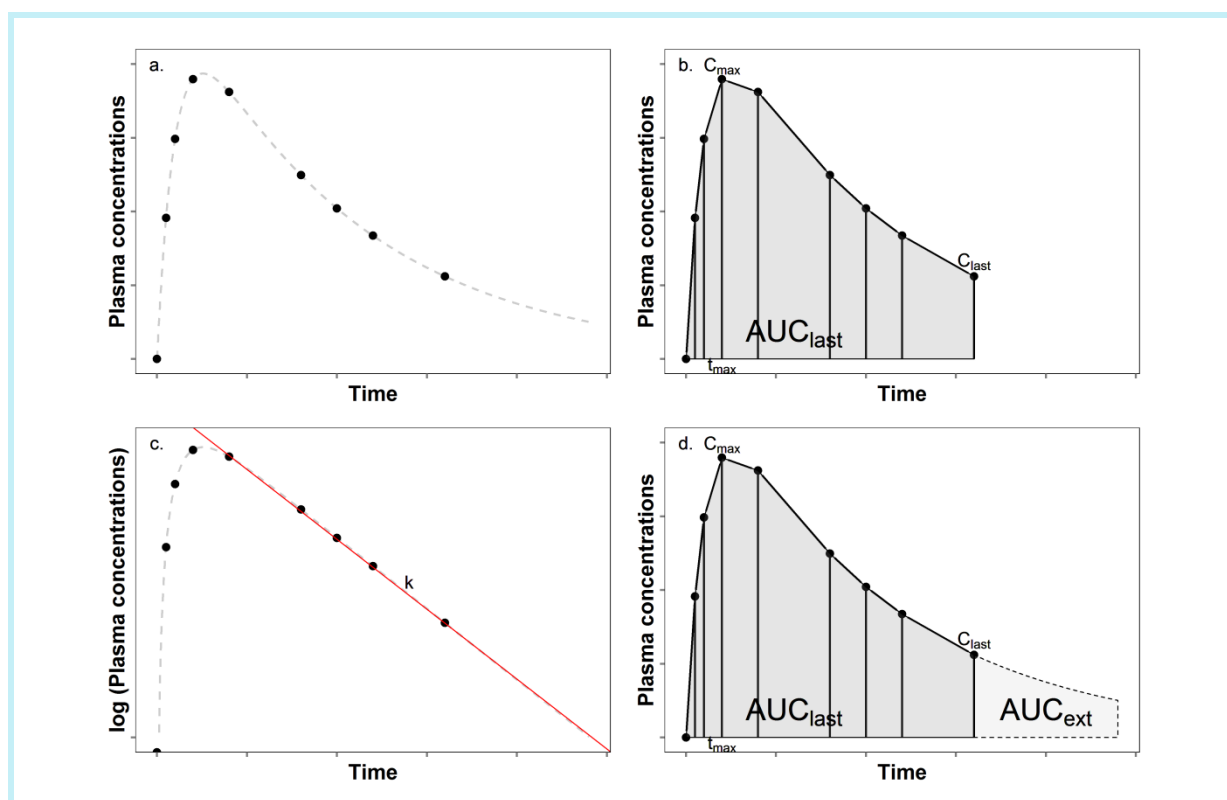 a.
Plasma concentrations
Time
b.
Cmax
Plasma concentrations
Clast
AUClast
tmax
Time
c.
log (Plasma concentrations)
k
Time
d.
Cmax
Plasma concentrations
Clast
AUClast
AUCext
tmax
Time